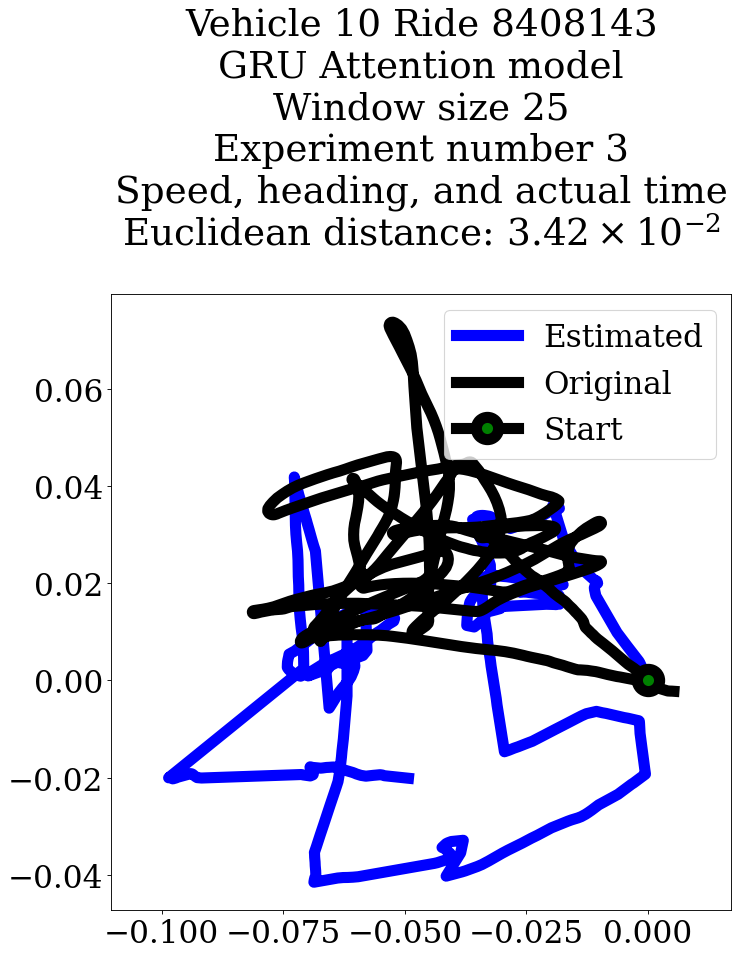 Vehicle 10 Ride 8408143
GRU Attention model
Window size 25
Experiment number 3
Speed, heading, and actual time
Euclidean distance: 3.42 × 10⁻²
Estimated
Original
Start
0.06
0.04
0.02
0.00
−0.02
−0.04
−0.100 −0.075 −0.050 −0.025 0.000